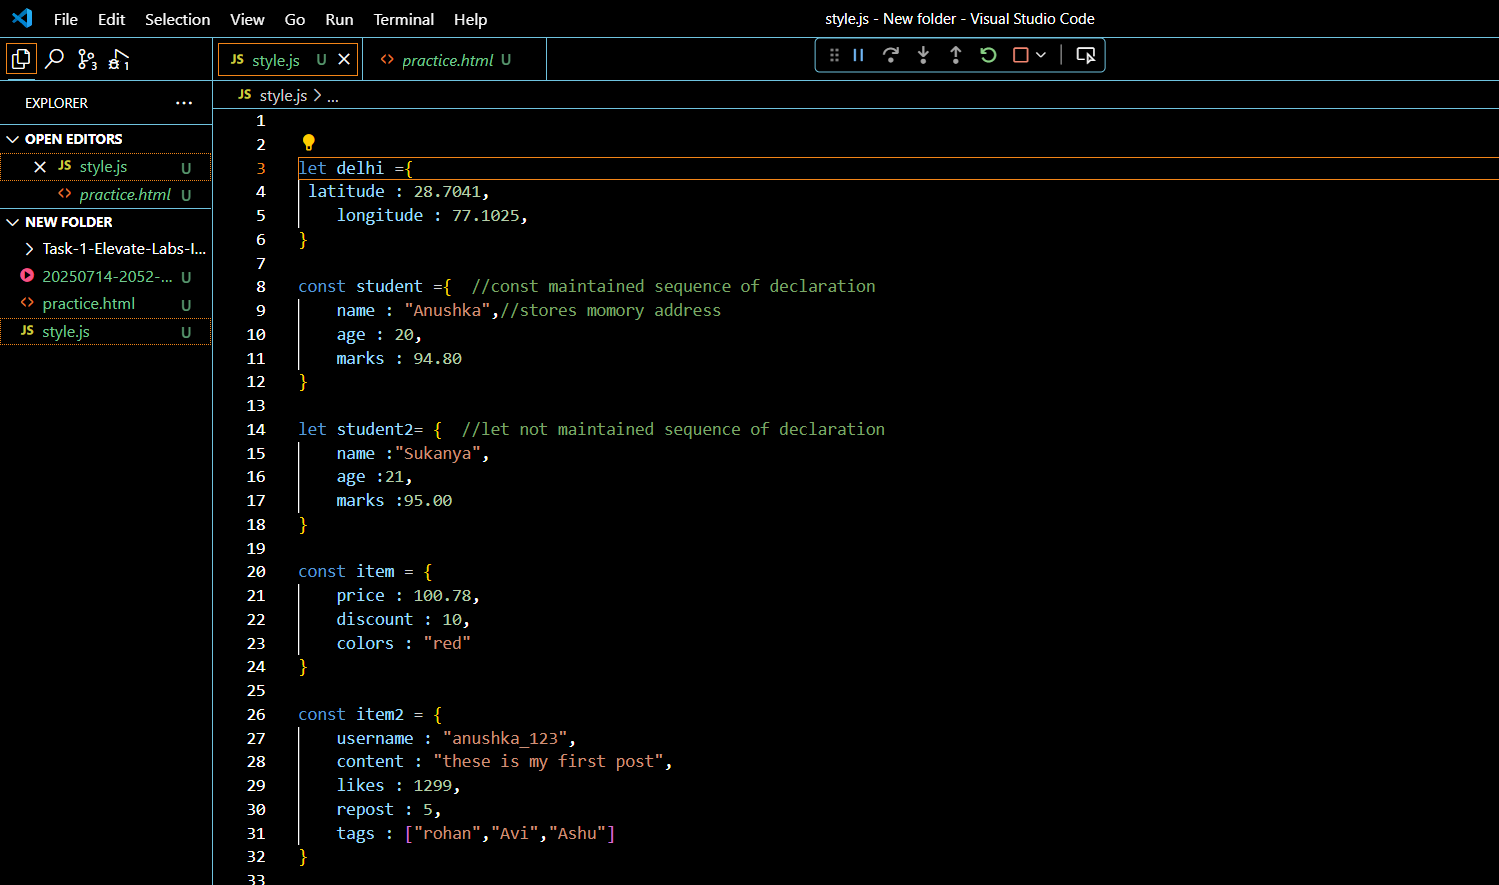 File Edit Selection View Go Run Terminal Help
style.js - New folder - Visual Studio Code
3
1
JS style.js U
practice.html U
EXPLORER
JS style.js > ...
OPEN EDITORS
JS style.js U
practice.html U
NEW FOLDER
Task-1-Elevate-Labs-I...
20250714-2052-... U
practice.html U
JS style.js U
1
2
3 let delhi ={
4 latitude : 28.7041,
5 longitude : 77.1025,
6 }
7
8 const student ={ //const maintained sequence of declaration
9 name : "Anushka",//stores momory address
10 age : 20,
11 marks : 94.80
12 }
13
14 let student2= { //let not maintained sequence of declaration
15 name :"Sukanya",
16 age :21,
17 marks :95.00
18 }
19
20 const item = {
21 price : 100.78,
22 discount : 10,
23 colors : "red"
24 }
25
26 const item2 = {
27 username : "anushka_123",
28 content : "these is my first post",
29 likes : 1299,
30 repost : 5,
31 tags : ["rohan","Avi","Ashu"]
32 }
33